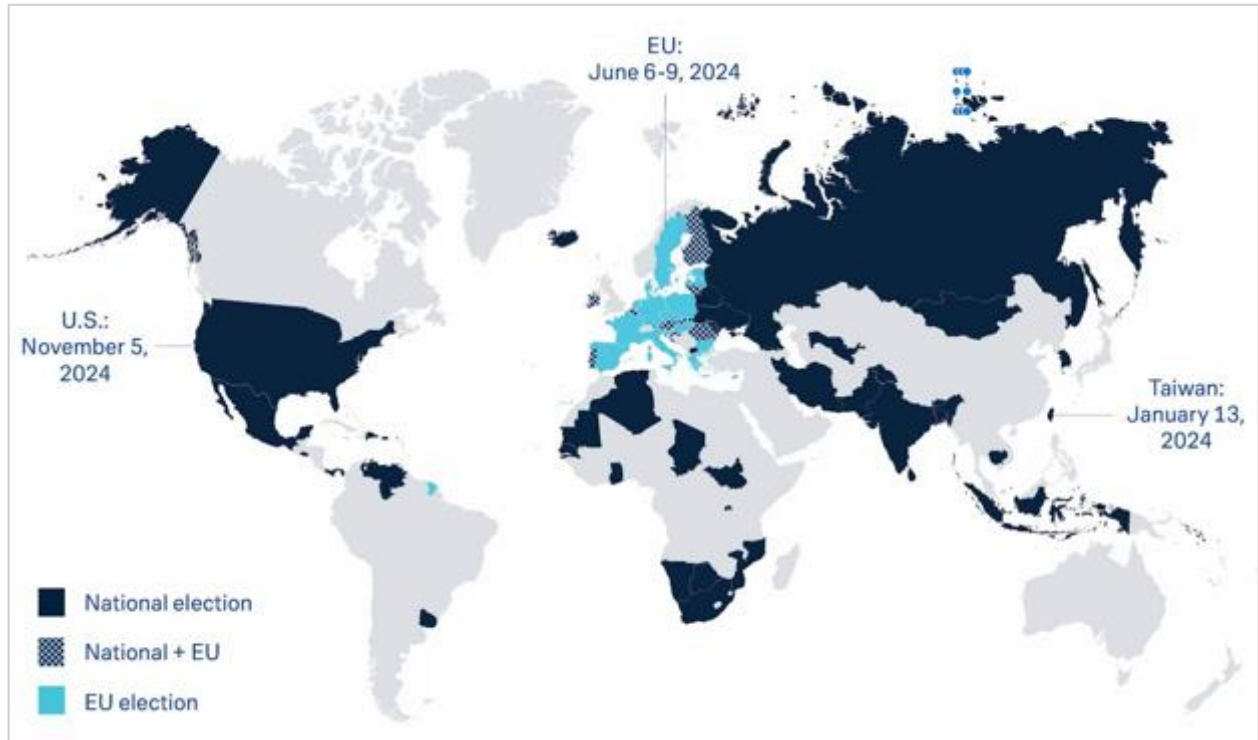 EU:
June 6-9, 2024
U.S.:
November 5,
2024
Taiwan:
January 13,
2024
National election
National + EU
EU election